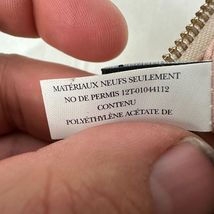 MATÉRIAUX NEUFS SEULEMENT
NO DE PERMIS 12T-01044112
CONTENU
POLYÉTHYLÈNE ACÉTATE DE